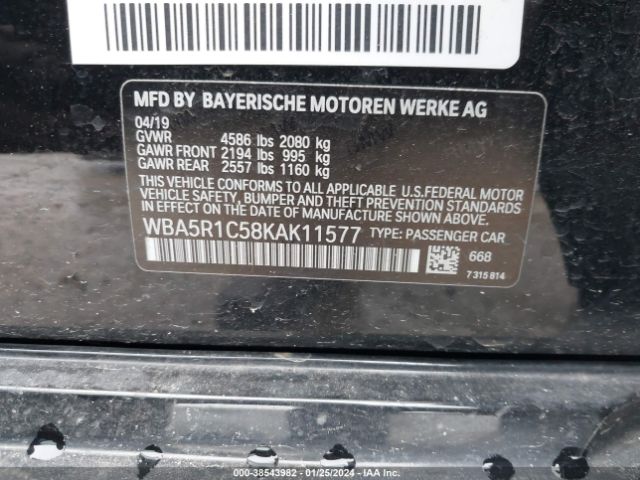 MFD BY BAYERISCHE MOTOREN WERKE AG
04/19
GVWR 4586 lbs 2080 kg
GAWR FRONT 2194 lbs 995 kg
GAWR REAR 2557 lbs 1160 kg
THIS VEHICLE CONFORMS TO ALL APPLICABLE U.S.FEDERAL MOTOR
VEHICLE SAFETY, BUMPER, AND THEFT PREVENTION STANDARDS
IN EFFECT ON THE DATE OF MANUFACTURE SHOWN ABOVE.
WBA5R1C58KAK11577 TYPE: PASSENGER CAR
668
7 315 814
000-38543982 - 01/25/2024 - IAA Inc.